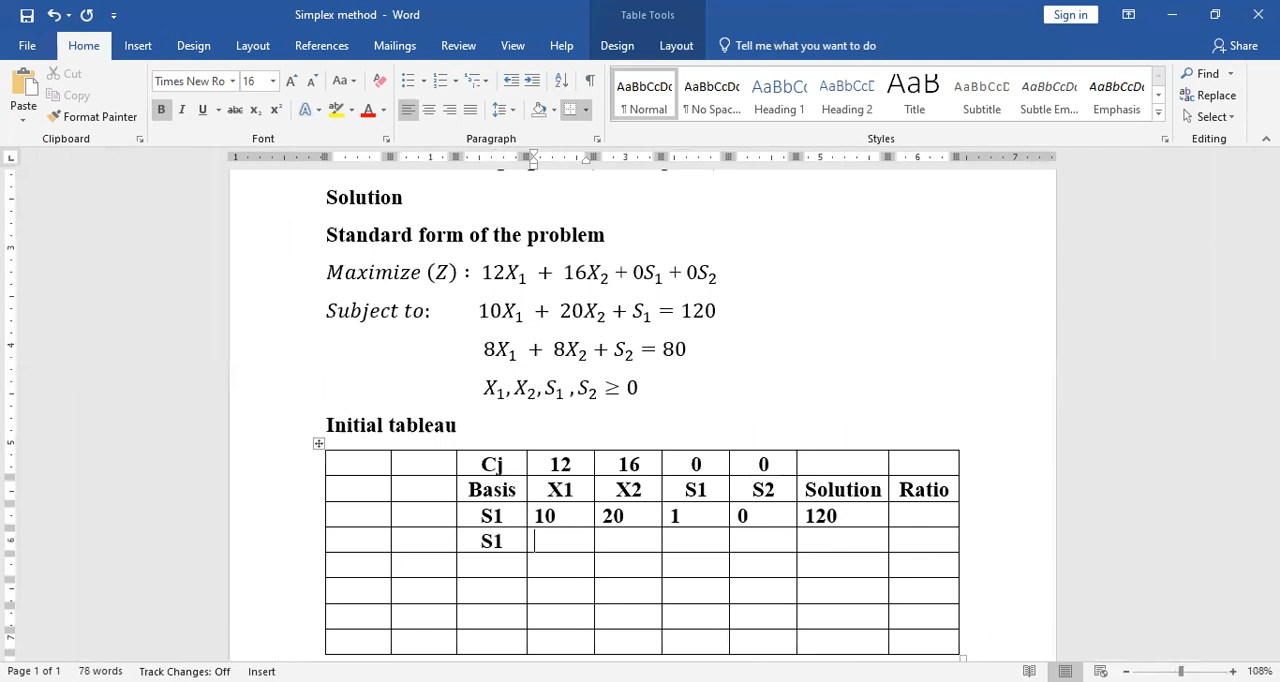 Simplex method - Word
Table Tools
Sign in
File Home Insert Design Layout References Mailings Review View Help Design Layout Tell me what you want to do Share
Paste
Cut
Copy
Format Painter
Clipboard
Times New Ro 16
Font
Paragraph
AaBbCcDc AaBbCcDc AaBbC AaBbCcC AaB AaBbCcC AaBbCcDc AaBbCcDc
¶ Normal ¶ No Spac... Heading 1 Heading 2 Title Subtitle Subtle Em... Emphasis
Styles
Find
Replace
Select
Editing
Solution
Standard form of the problem
Maximize (Z) : 12X₁ + 16X₂ + 0S₁ + 0S₂
Subject to: 10X₁ + 20X₂ + S₁ = 120
8X₁ + 8X₂ + S₂ = 80
X₁, X₂, S₁ , S₂ ≥ 0
Initial tableau
Cj 12 16 0 0
Basis X1 X2 S1 S2 Solution Ratio
S1 10 20 1 0 120
S1
Page 1 of 1 78 words Track Changes: Off Insert 108%